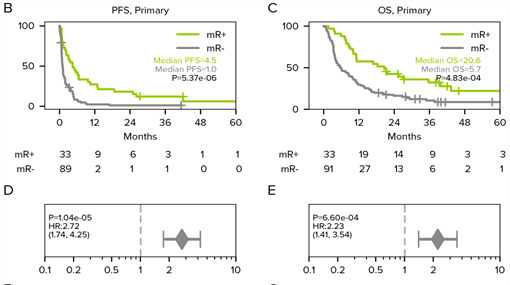 B
PFS, Primary
100
50
0
mR+
mR-
Median PFS=4.5
Median PFS=1.0
P=5.37e-06
0 12 24 36 48 60
Months
mR+ 33 9 6 3 1 1
mR- 89 2 1 1 0 0
C
OS, Primary
100
50
0
mR+
mR-
Median OS=20.6
Median OS=5.7
P=4.83e-04
0 12 24 36 48 60
Months
mR+ 33 19 14 9 3 3
mR- 91 27 13 6 2 1
D
P=1.04e-05
HR:2.72
(1.74, 4.25)
0.1 0.2 0.5 1 2 10
E
P=6.60e-04
HR:2.23
(1.41, 3.54)
0.1 0.2 0.5 1 2 10